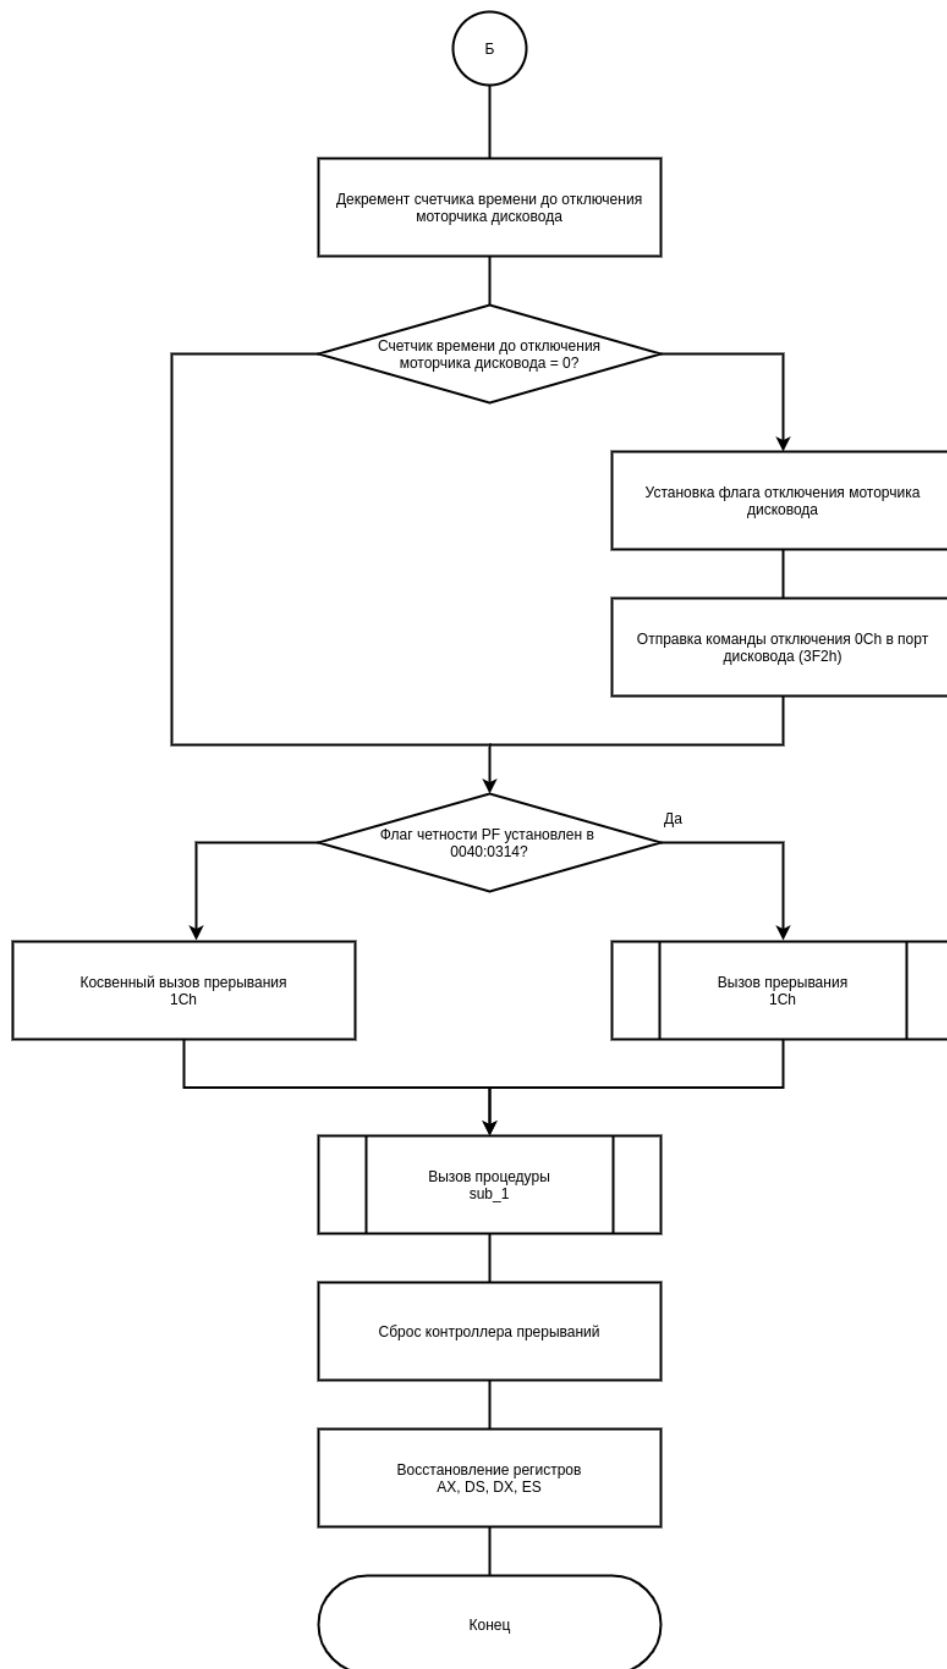 Б
Декремент счетчика времени до отключения
моторчика дисковода
Счетчик времени до отключения
моторчика дисковода = 0?
Установка флага отключения моторчика
дисковода
Отправка команды отключения 0Ch в порт
дисковода (3F2h)
Да
Флаг четности PF установлен в
0040:0314?
Косвенный вызов прерывания
1Ch
Вызов прерывания
1Ch
Вызов процедуры
sub_1
Сброс контроллера прерываний
Восстановление регистров
AX, DS, DX, ES
Конец